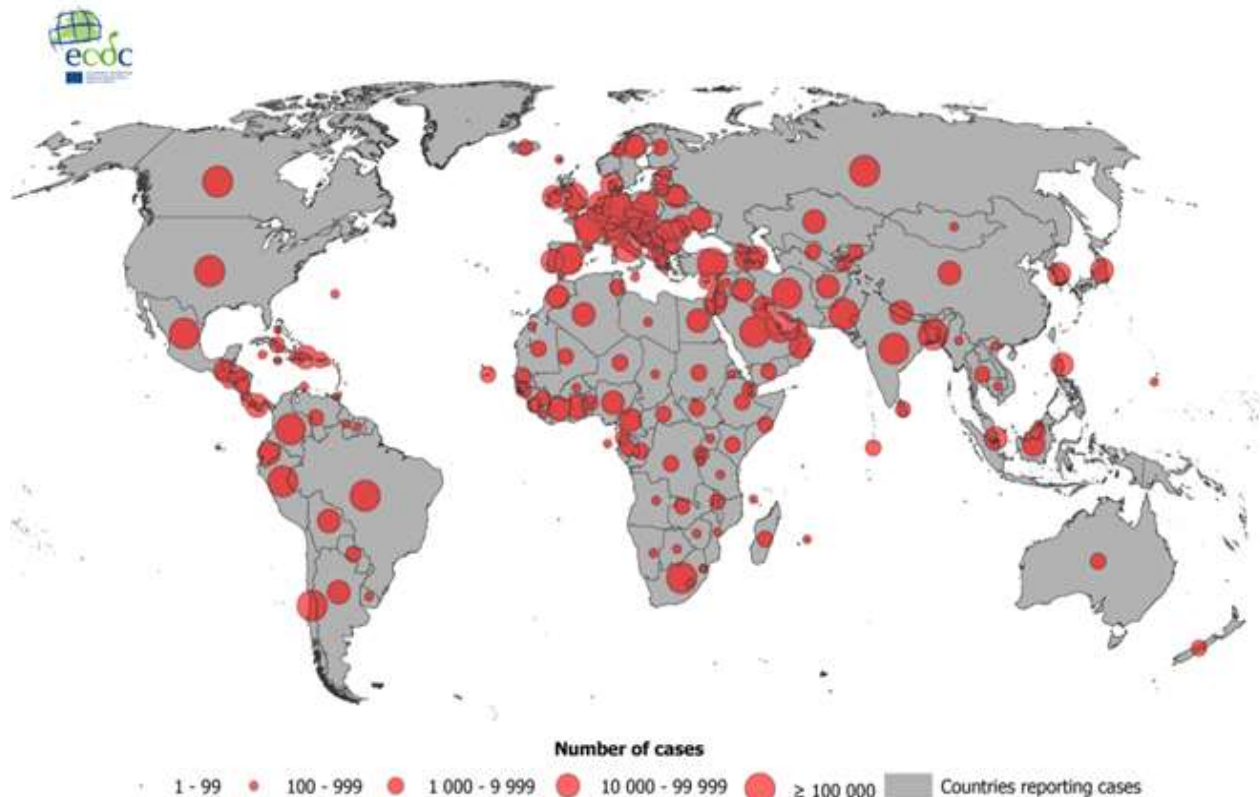 ecdc
Number of cases
1 - 99 100 - 999 1 000 - 9 999 10 000 - 99 999 ≥ 100 000 Countries reporting cases